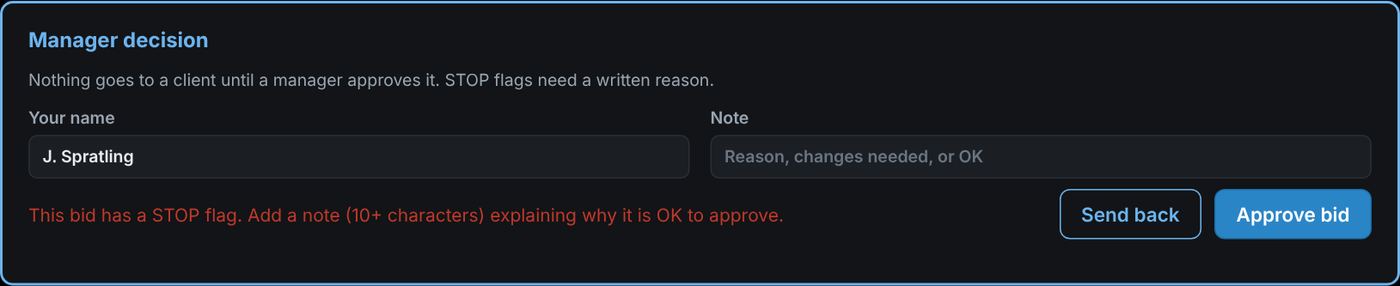 Manager decision
Nothing goes to a client until a manager approves it. STOP flags need a written reason.
Your name
Note
J. Spratling
Reason, changes needed, or OK
This bid has a STOP flag. Add a note (10+ characters) explaining why it is OK to approve.
Send back
Approve bid